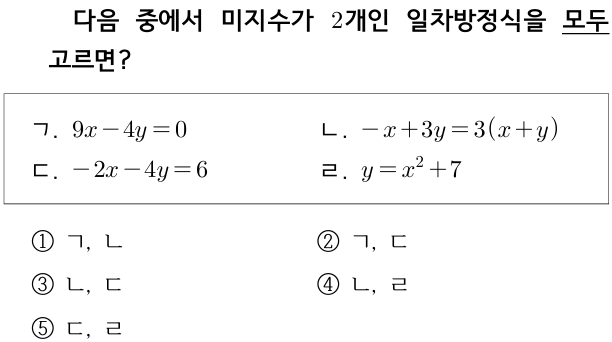 다음 중에서 미지수가 2개인 일차방정식을 모두
고르면?
ㄱ. 9x-4y=0 ㄴ. -x+3y=3(x+y)
ㄷ. -2x-4y=6 ㄹ. y=x²+7
① ㄱ, ㄴ ② ㄱ, ㄷ
③ ㄴ, ㄷ ④ ㄴ, ㄹ
⑤ ㄷ, ㄹ